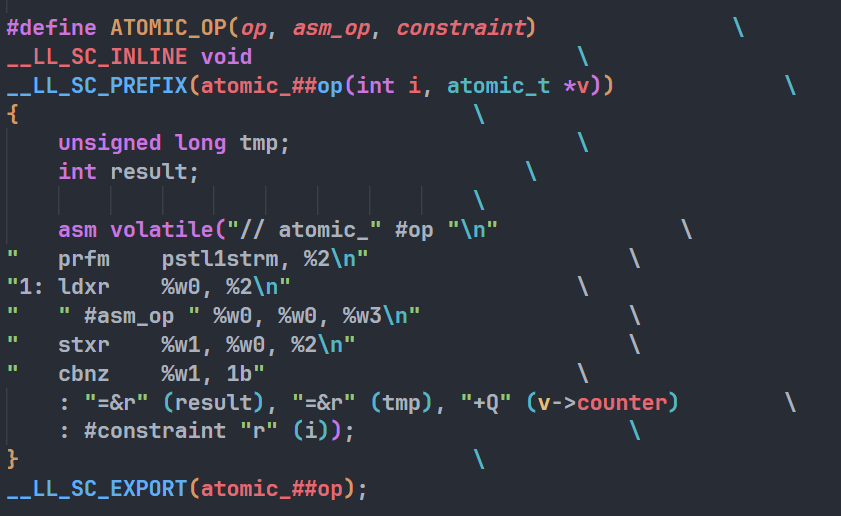 #define ATOMIC_OP(op, asm_op, constraint) \
__LL_SC_INLINE void \
__LL_SC_PREFIX(atomic_##op(int i, atomic_t *v)) \
{ \
    unsigned long tmp; \
    int result; \
 \
    asm volatile("// atomic_" #op "\n" \
"   prfm    pstl1strm, %2\n" \
"1: ldxr    %w0, %2\n" \
"   " #asm_op " %w0, %w0, %w3\n" \
"   stxr    %w1, %w0, %2\n" \
"   cbnz    %w1, 1b" \
    : "=&r" (result), "=&r" (tmp), "+Q" (v->counter) \
    : #constraint "r" (i)); \
} \
__LL_SC_EXPORT(atomic_##op);